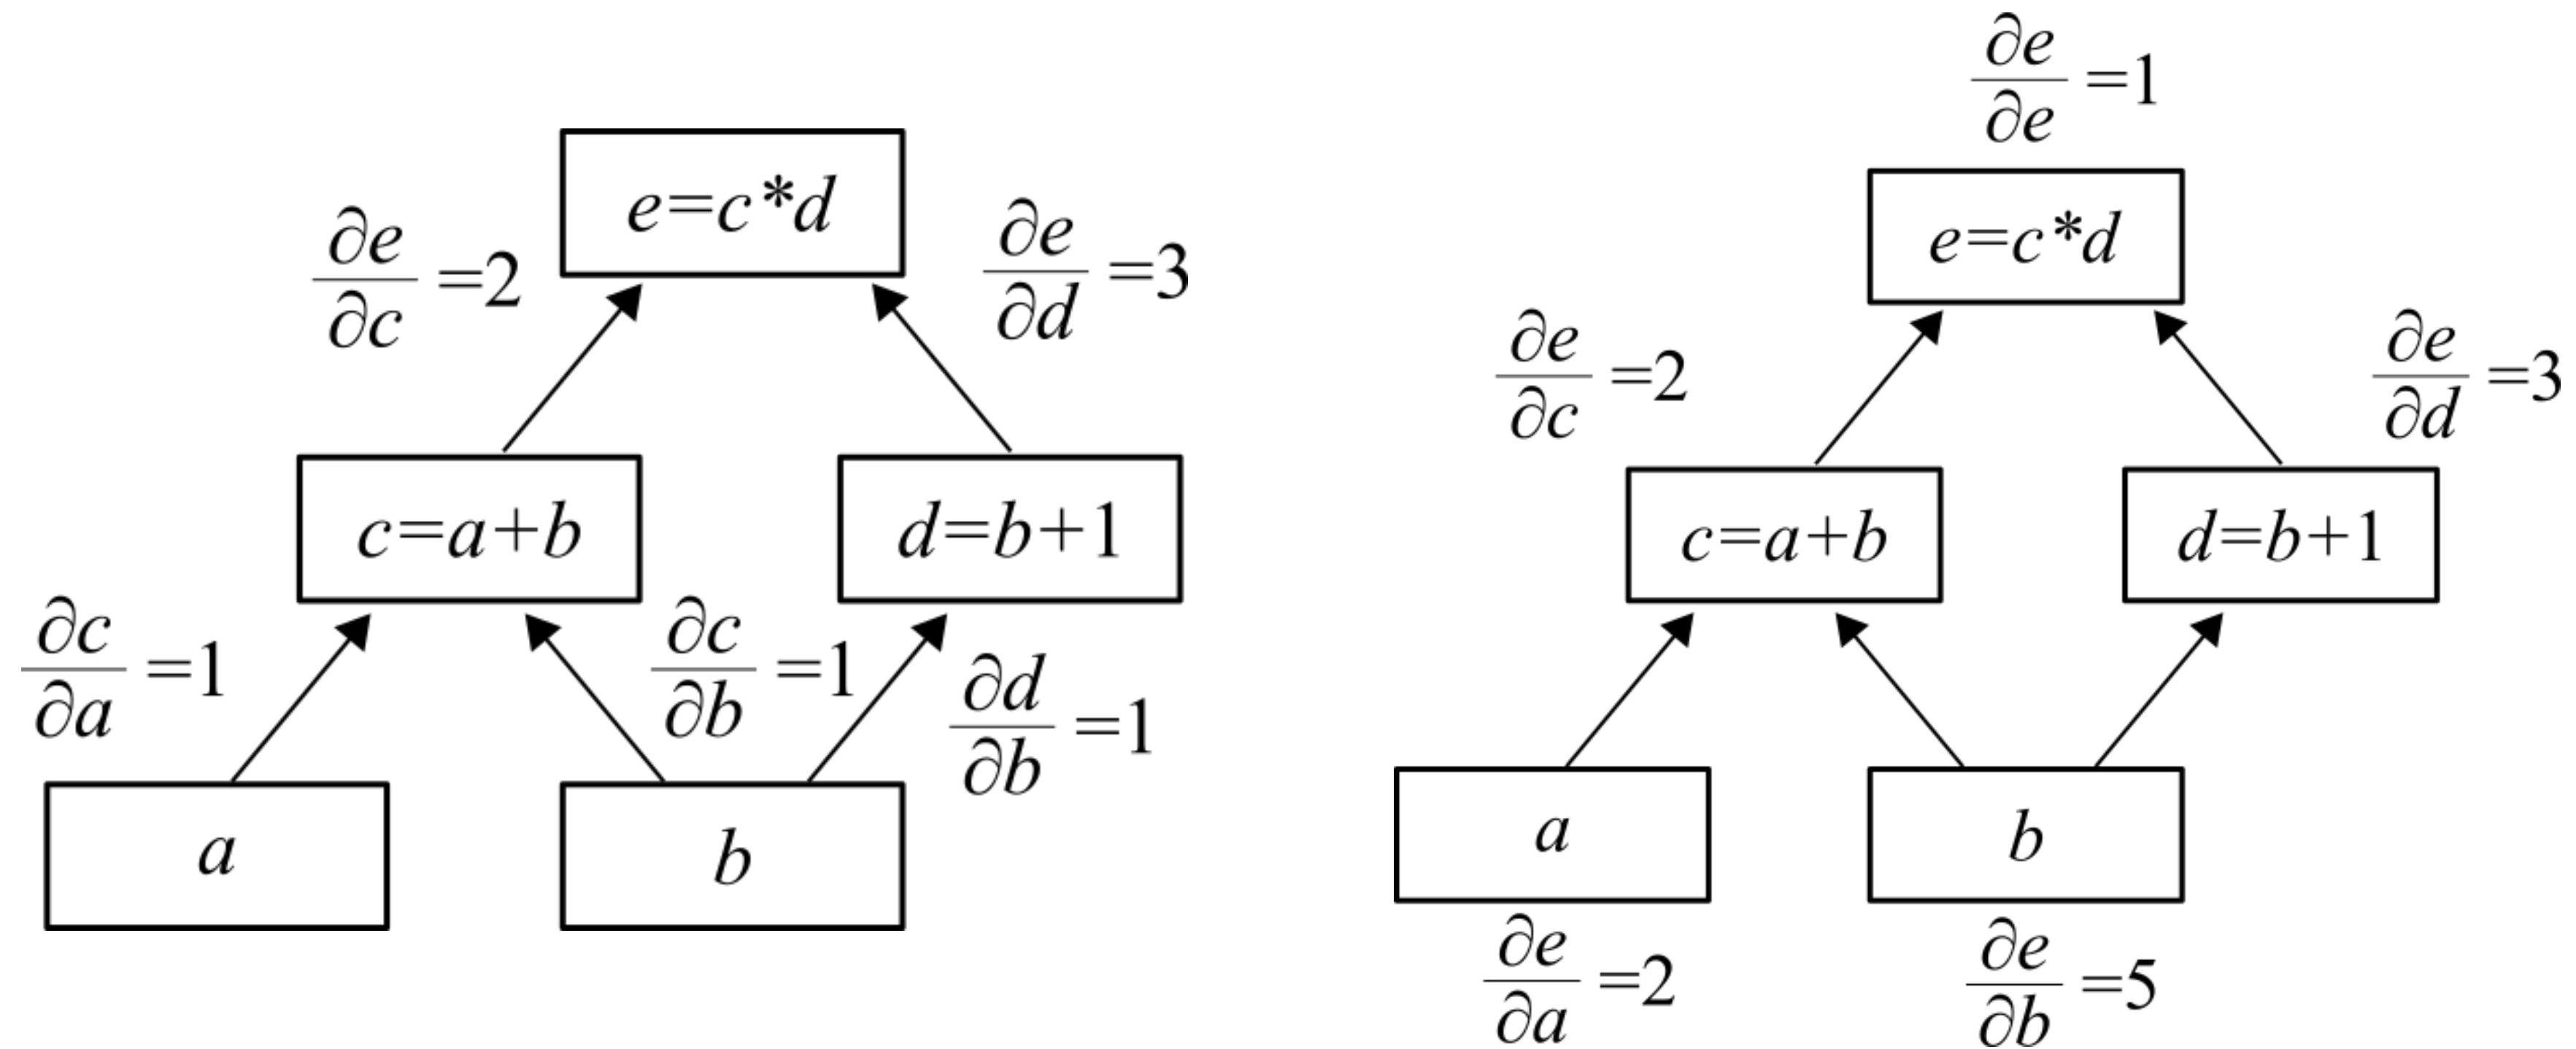 e=c*d
∂e/∂c =2
∂e/∂d =3
c=a+b
d=b+1
∂c/∂a =1
∂c/∂b =1
∂d/∂b =1
a
b
∂e/∂e =1
e=c*d
∂e/∂c =2
∂e/∂d =3
c=a+b
d=b+1
a
b
∂e/∂a =2
∂e/∂b =5